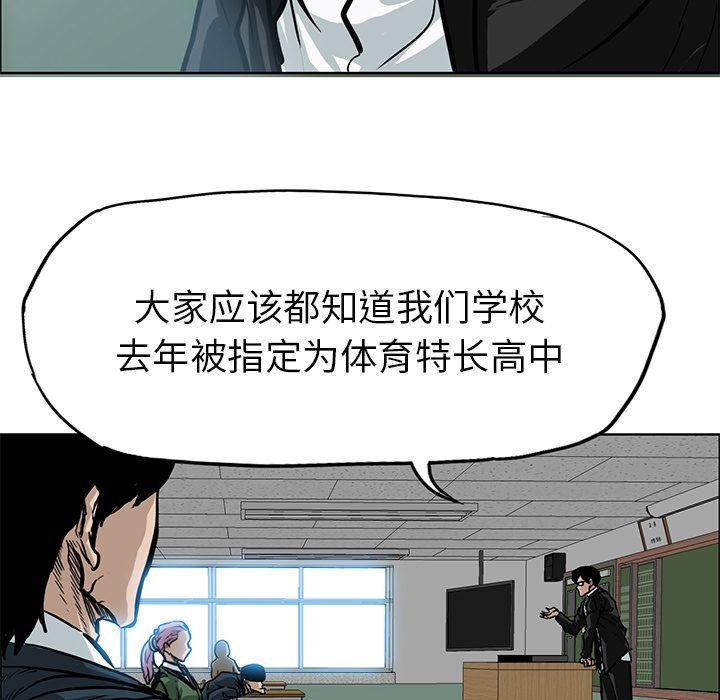 大家应该都知道我们学校
去年被指定为体育特长高中